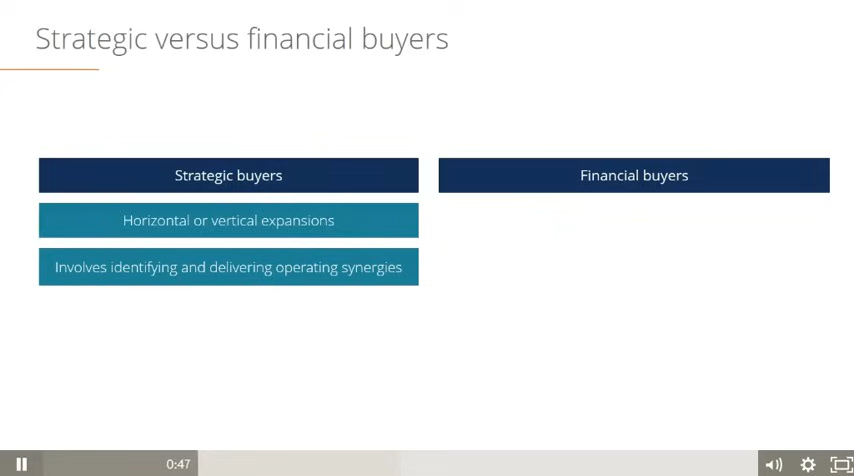 Strategic versus financial buyers
Strategic buyers
Financial buyers
Horizontal or vertical expansions
Involves identifying and delivering operating synergies
0:47